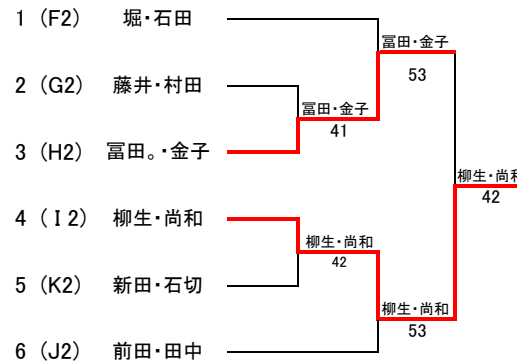 1 (F2) 堀・石田
冨田・金子
53
2 (G2) 藤井・村田
冨田・金子
41
3 (H2) 冨田。・金子
柳生・尚和
42
4 (I 2) 柳生・尚和
柳生・尚和
42
5 (K2) 新田・石切
柳生・尚和
53
6 (J2) 前田・田中